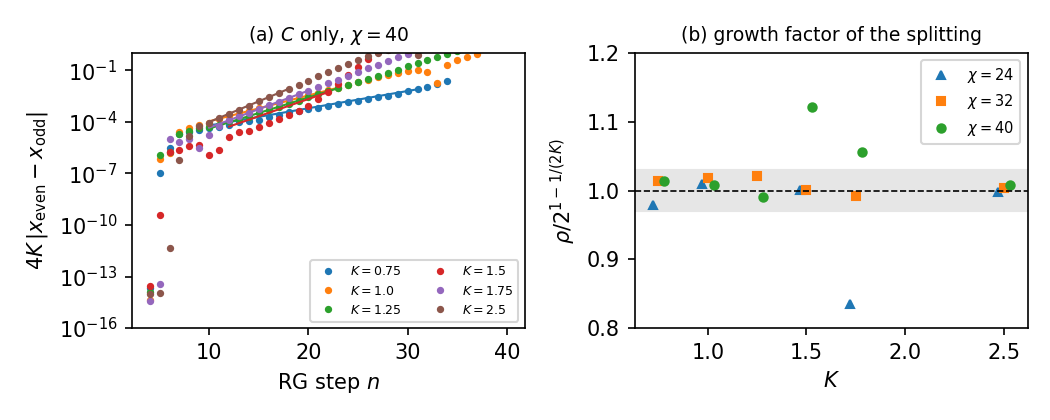 (a) C only, χ = 40
4K |x_even − x_odd|
10⁻¹
10⁻⁴
10⁻⁷
10⁻¹⁰
10⁻¹³
10⁻¹⁶
K = 0.75
K = 1.0
K = 1.25
K = 1.5
K = 1.75
K = 2.5
10 20 30 40
RG step n
(b) growth factor of the splitting
ρ/2^{1 − 1/(2K)}
1.2
1.1
1.0
0.9
0.8
χ = 24
χ = 32
χ = 40
1.0 1.5 2.0 2.5
K